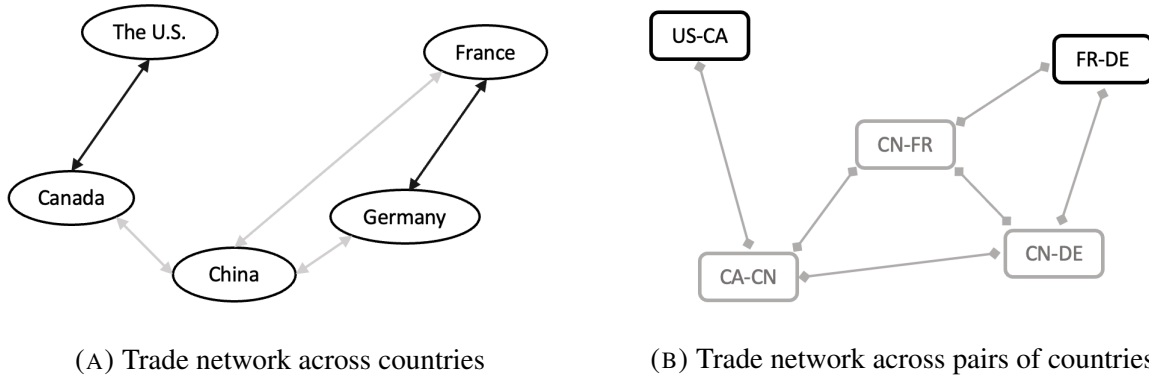 The U.S.
France
Canada
Germany
China
US-CA
FR-DE
CN-FR
CN-DE
CA-CN
(A) Trade network across countries
(B) Trade network across pairs of countries